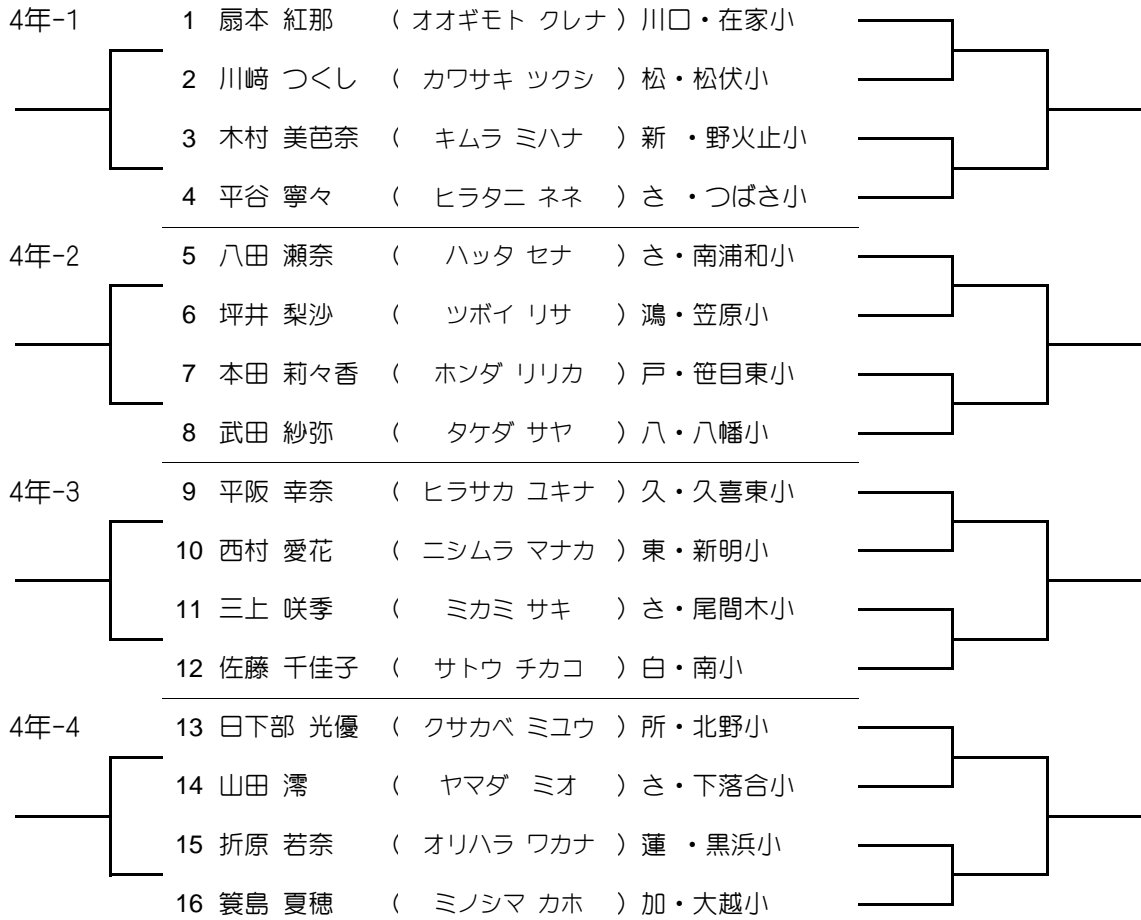 4年-1 1 扇本 紅那 ( オオギモト クレナ ) 川口・在家小
2 川﨑 つくし ( カワサキ ツクシ ) 松・松伏小
3 木村 美芭奈 ( キムラ ミハナ ) 新 ・野火止小
4 平谷 寧々 ( ヒラタニ ネネ ) さ ・つばさ小
4年-2 5 八田 瀬奈 ( ハッタ セナ ) さ・南浦和小
6 坪井 梨沙 ( ツボイ リサ ) 鴻・笠原小
7 本田 莉々香 ( ホンダ リリカ ) 戸・笹目東小
8 武田 紗弥 ( タケダ サヤ ) 八・八幡小
4年-3 9 平阪 幸奈 ( ヒラサカ ユキナ ) 久・久喜東小
10 西村 愛花 ( ニシムラ マナカ ) 東・新明小
11 三上 咲季 ( ミカミ サキ ) さ・尾間木小
12 佐藤 千佳子 ( サトウ チカコ ) 白・南小
4年-4 13 日下部 光優 ( クサカベ ミユウ ) 所・北野小
14 山田 澪 ( ヤマダ ミオ ) さ・下落合小
15 折原 若奈 ( オリハラ ワカナ ) 蓮 ・黒浜小
16 簑島 夏穂 ( ミノシマ カホ ) 加・大越小